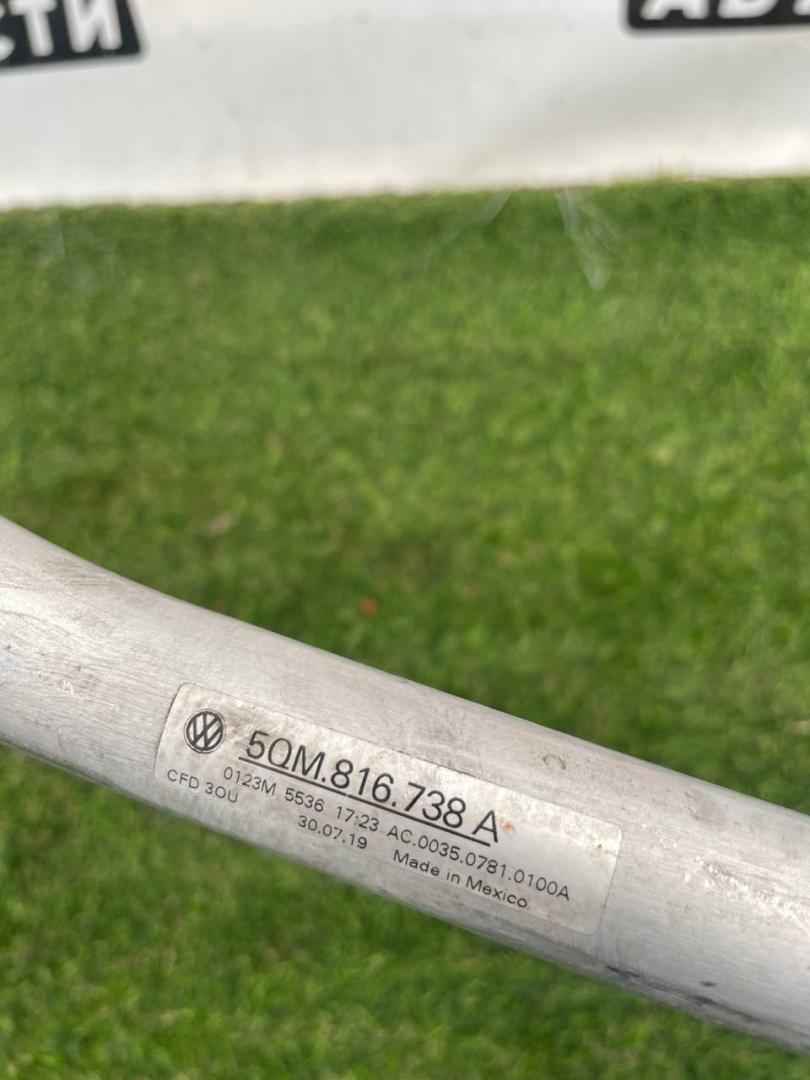 СТИ
5QM.816.738 A
0123M 5536 17:23 AC.0035.0781.0100A
CFD 3OU
30.07.19 Made in Mexico